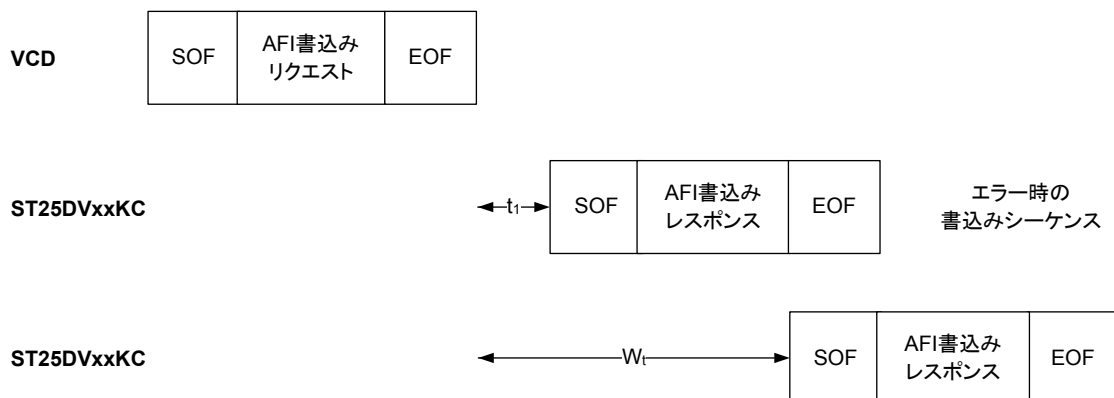 VCD
SOF
AFI書込み
リクエスト
EOF
ST25DVxxKC
t1
SOF
AFI書込み
レスポンス
EOF
エラー時の
書込みシーケンス
ST25DVxxKC
Wt
SOF
AFI書込み
レスポンス
EOF